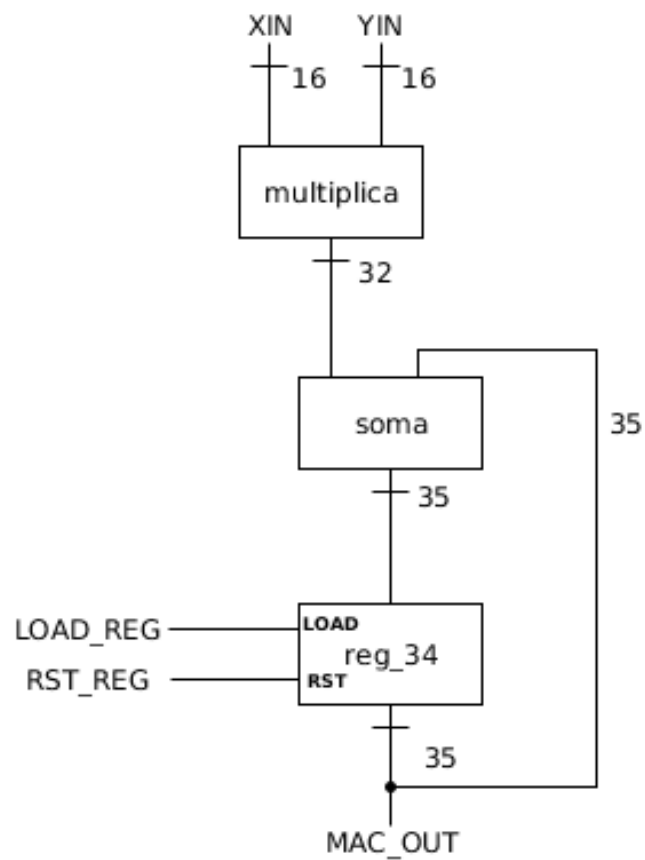 XIN YIN
16 16
multiplica
32
soma
35
35
LOAD_REG LOAD
reg_34
RST_REG RST
35
MAC_OUT